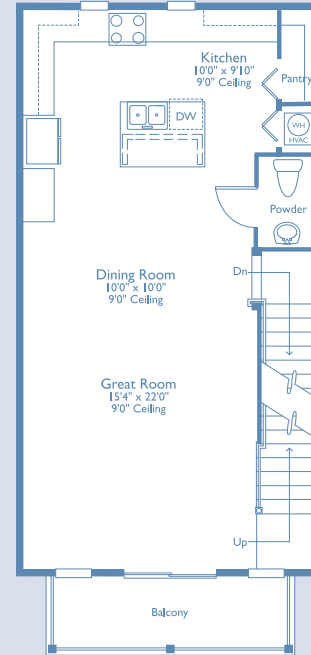 Kitchen
10'0" x 9'10"
9'0" Ceiling
Pantry
DW
WH
HVAC
Powder
Dining Room
10'0" x 10'0"
9'0" Ceiling
Dn
Great Room
15'4" x 22'0"
9'0" Ceiling
Up
Balcony